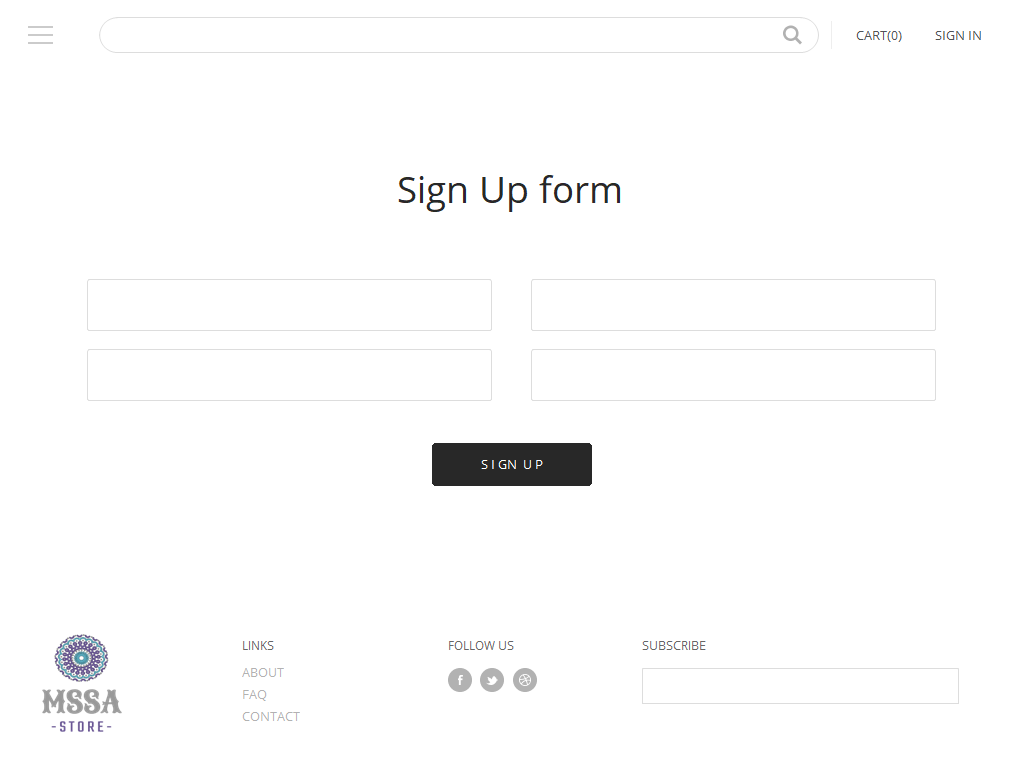 CART(0) SIGN IN
Sign Up form
SIGN UP
MSSA
-STORE-
LINKS
ABOUT
FAQ
CONTACT
FOLLOW US
SUBSCRIBE